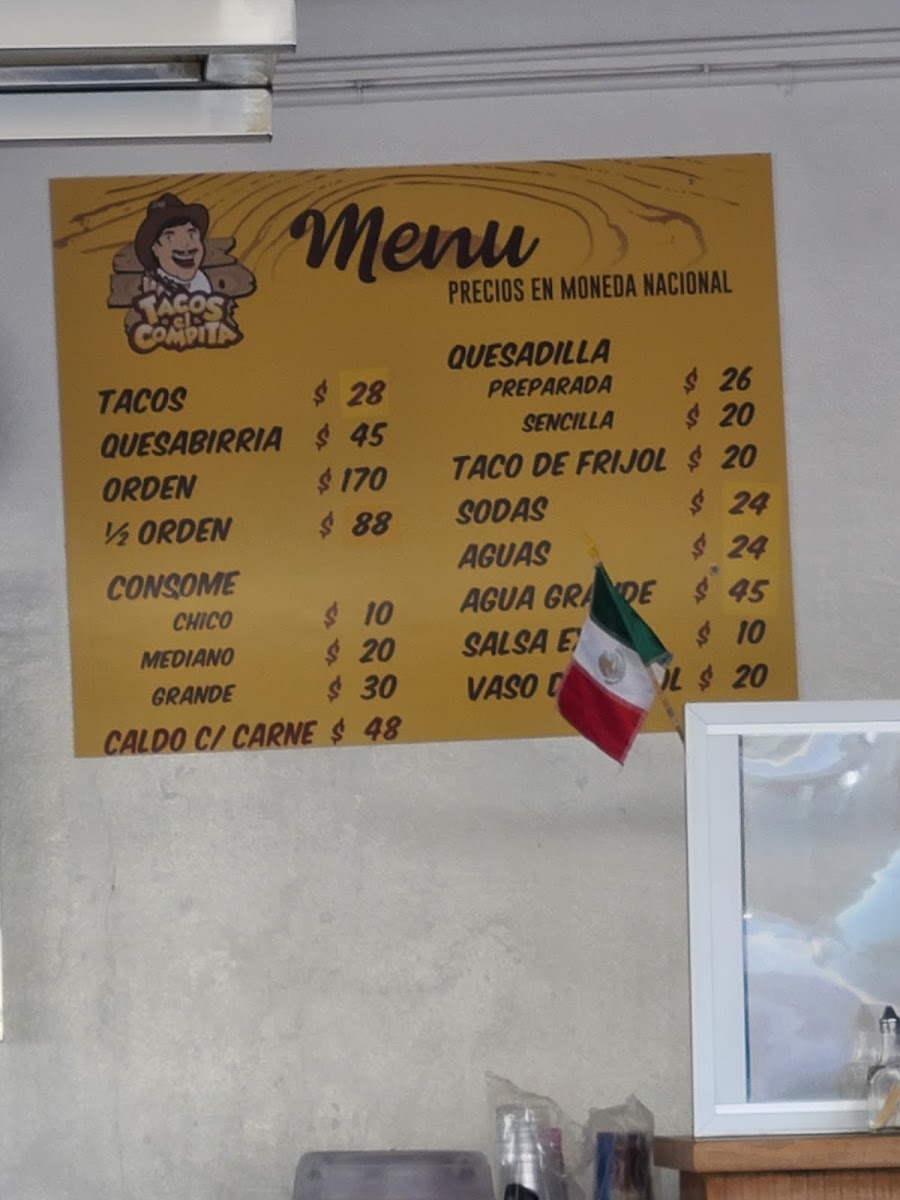 TACOS
el
COMPITA
Menu
PRECIOS EN MONEDA NACIONAL
TACOS $ 28
QUESABIRRIA $ 45
ORDEN $ 170
½ ORDEN $ 88
CONSOME
CHICO $ 10
MEDIANO $ 20
GRANDE $ 30
CALDO C/ CARNE $ 48
QUESADILLA
PREPARADA $ 26
SENCILLA $ 20
TACO DE FRIJOL $ 20
SODAS $ 24
AGUAS $ 24
AGUA $ 45
SALSA $ 10
VASO $ 20